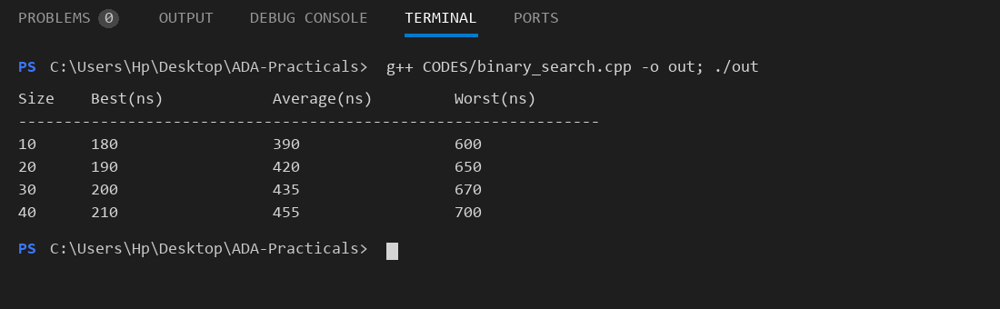 PROBLEMS 0 OUTPUT DEBUG CONSOLE TERMINAL PORTS
PS C:\Users\Hp\Desktop\ADA-Practicals> g++ CODES/binary_search.cpp -o out; ./out
Size Best(ns) Average(ns) Worst(ns)
----------------------------------------------------------------
10 180 390 600
20 190 420 650
30 200 435 670
40 210 455 700
PS C:\Users\Hp\Desktop\ADA-Practicals>